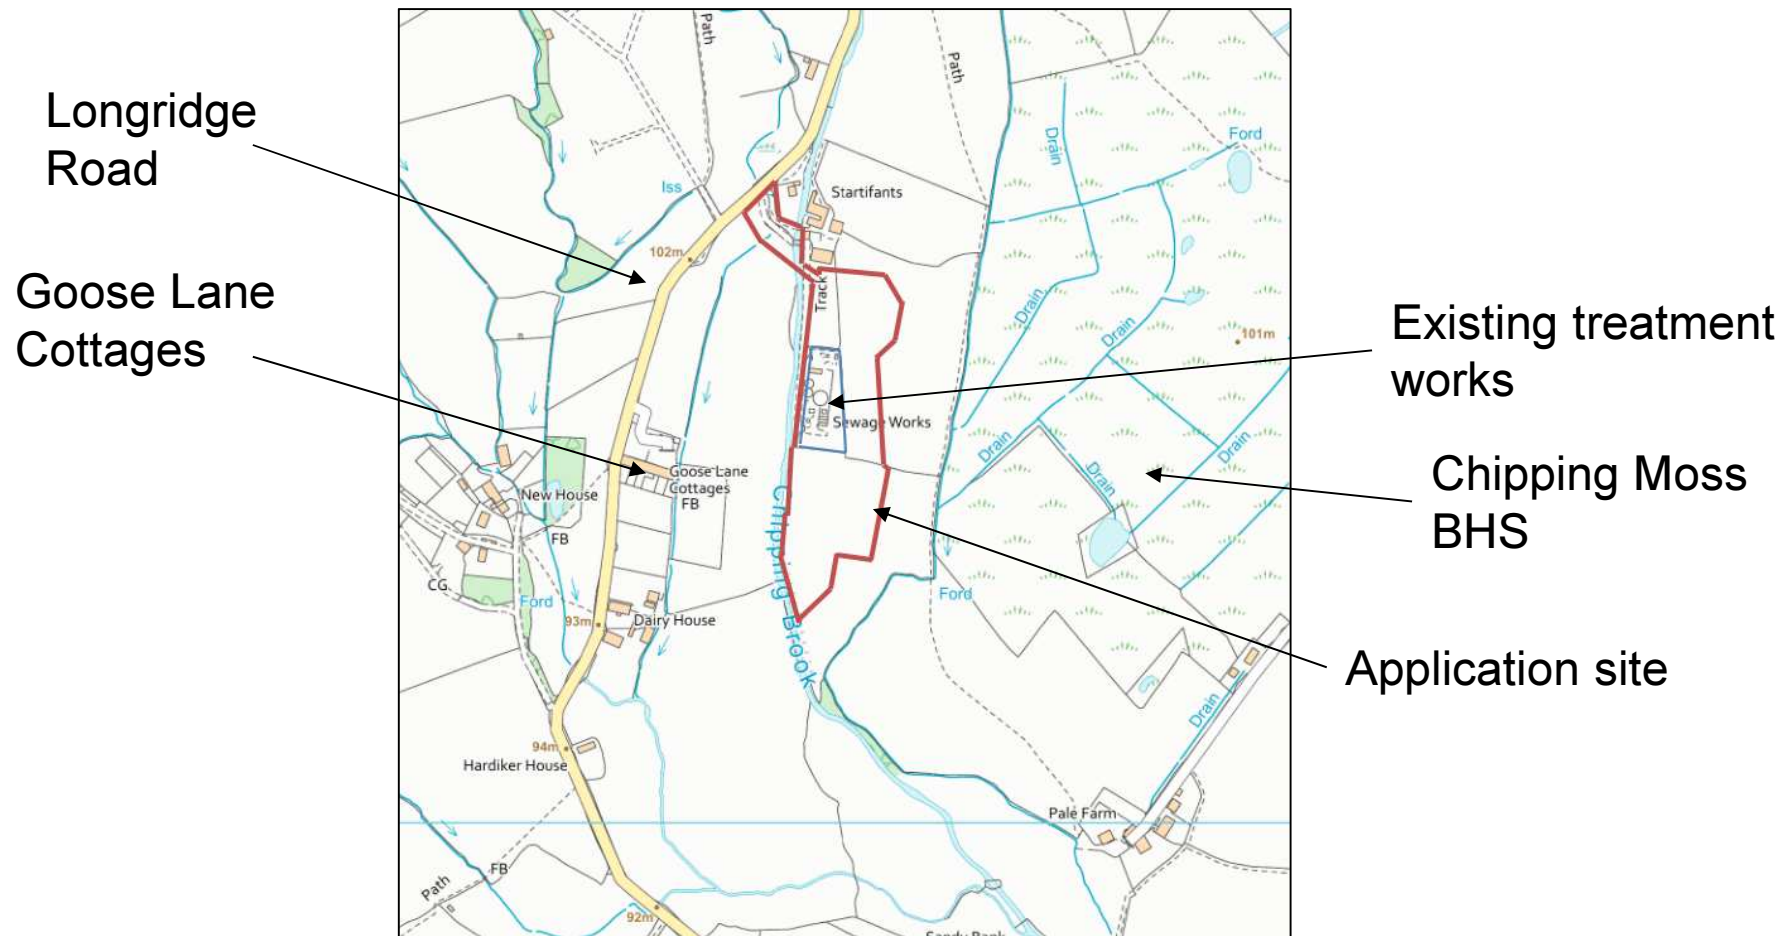 Longridge
Road
Goose Lane
Cottages
Existing treatment
works
Chipping Moss
BHS
Application site
Path
Path
Drain
Ford
Iss
Startifants
102m
Track
Drain
Drain
101m
Sewage Works
Drain
Drain
Drain
Goose Lane
Cottages
FB
New House
FB
Chipping Brook
CG
Ford
Ford
93m
Dairy House
Drain
94m
Hardiker House
Pale Farm
FB
Path
92m
Sandy Bank